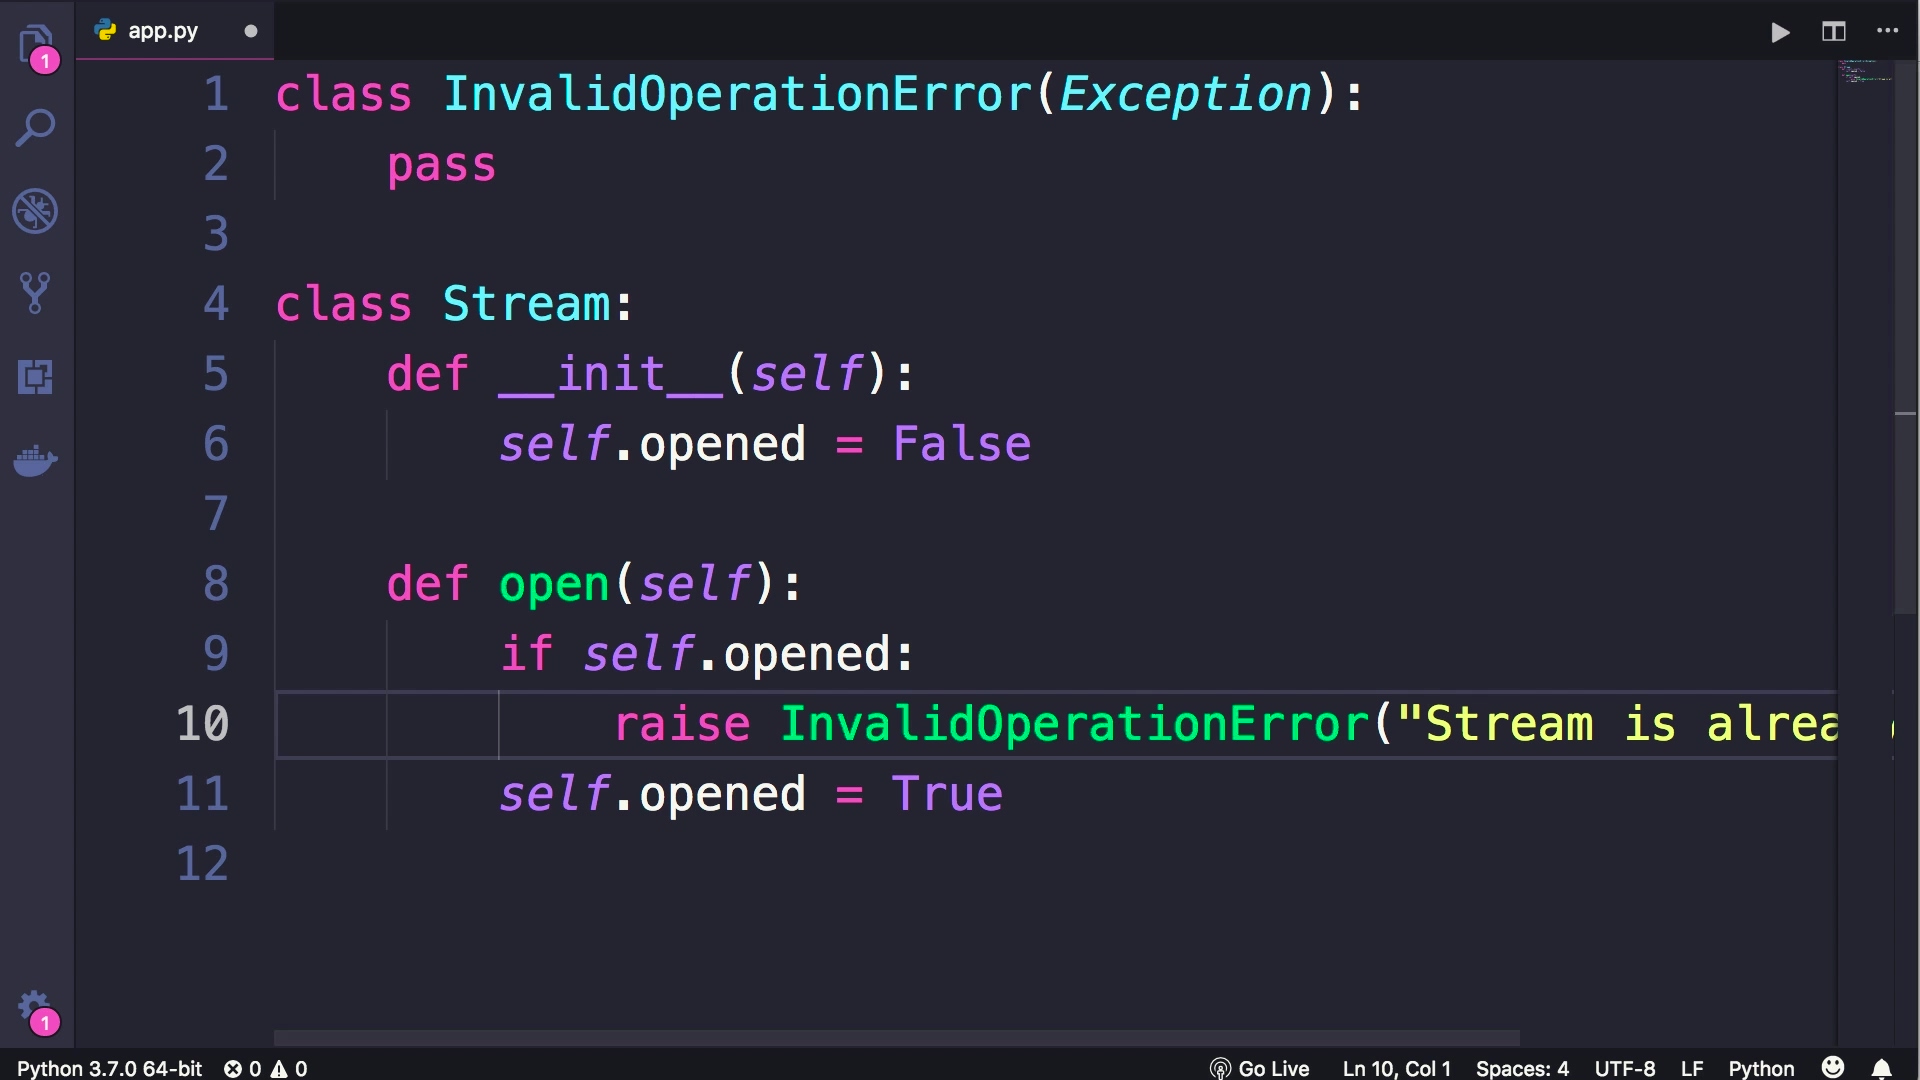 1
app.py
1 class InvalidOperationError(Exception):
2     pass
3
4 class Stream:
5     def __init__(self):
6         self.opened = False
7
8     def open(self):
9         if self.opened:
10             raise InvalidOperationError("Stream is
11         self.opened = True
12
1
Python 3.7.0 64-bit 0 0 Go Live Ln 10, Col 1 Spaces: 4 UTF-8 LF Python